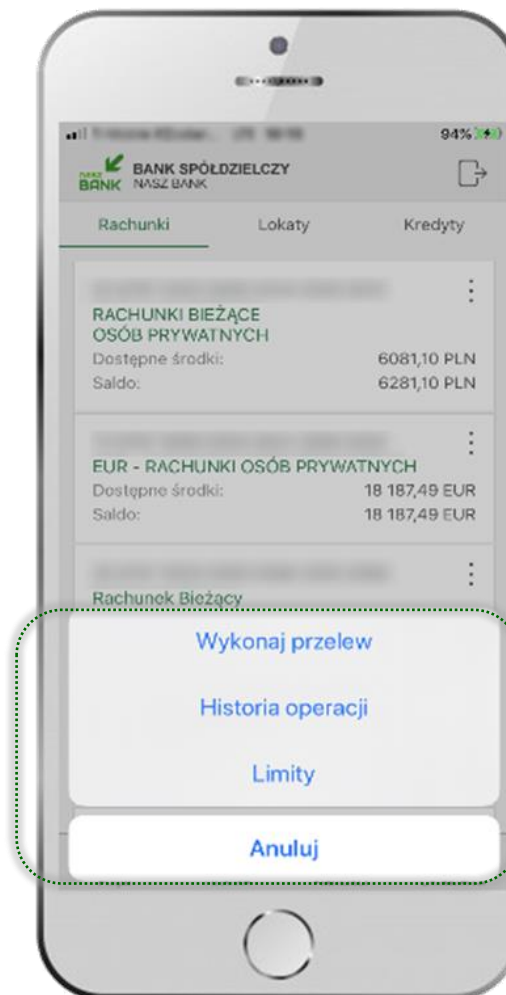 94%
NASZ
BANK
BANK SPÓŁDZIELCZY
NASZ BANK
Rachunki Lokaty Kredyty
RACHUNKI BIEŻĄCE
OSÓB PRYWATNYCH
Dostępne środki: 6081,10 PLN
Saldo: 6281,10 PLN
EUR - RACHUNKI OSÓB PRYWATNYCH
Dostępne środki: 18 187,49 EUR
Saldo: 18 187,49 EUR
Rachunek Bieżący
Wykonaj przelew
Historia operacji
Limity
Anuluj